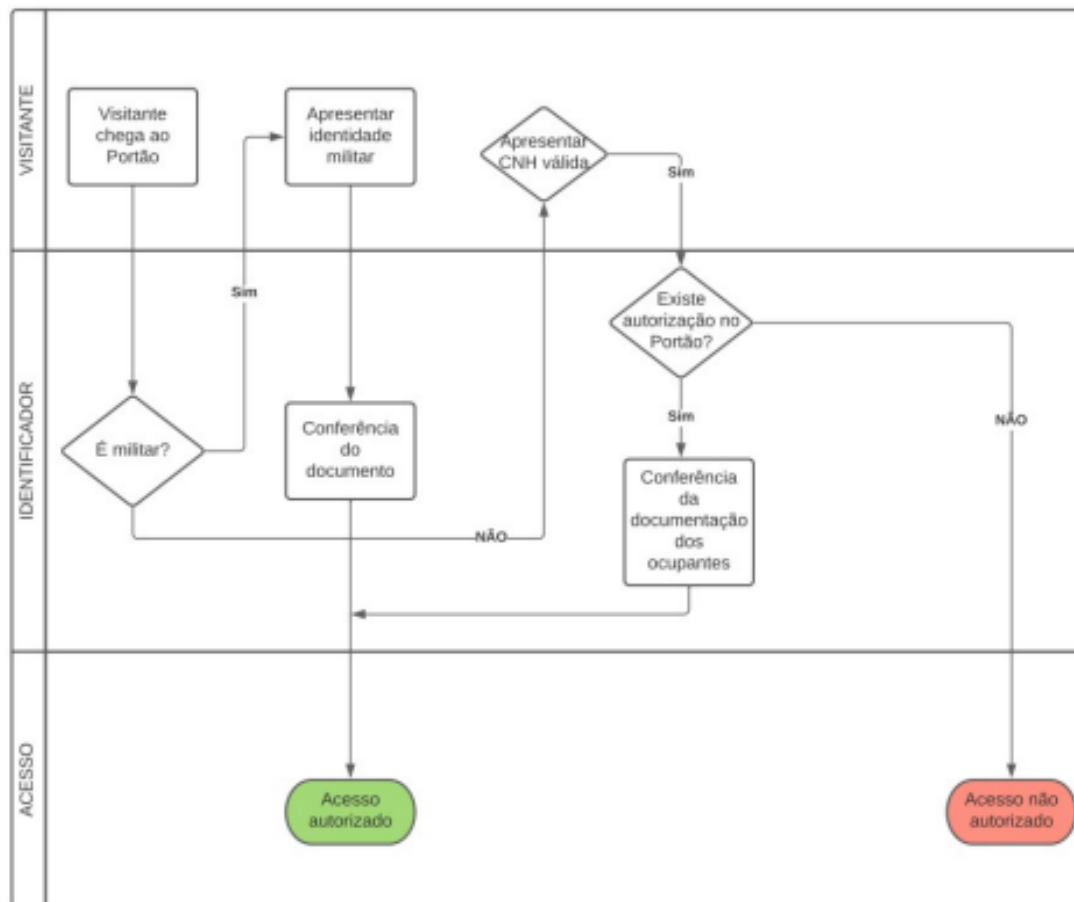 VISITANTE
Visitante
chega ao
Portão
Apresentar
identidade
militar
Apresentar
CNH válida
Sim
IDENTIFICADOR
Sim
Existe
autorização no
Portão?
É militar?
Conferência
do
documento
Sim
NÃO
Conferência
da
documentação
dos
ocupantes
NÃO
ACESSO
Acesso
autorizado
Acesso não
autorizado